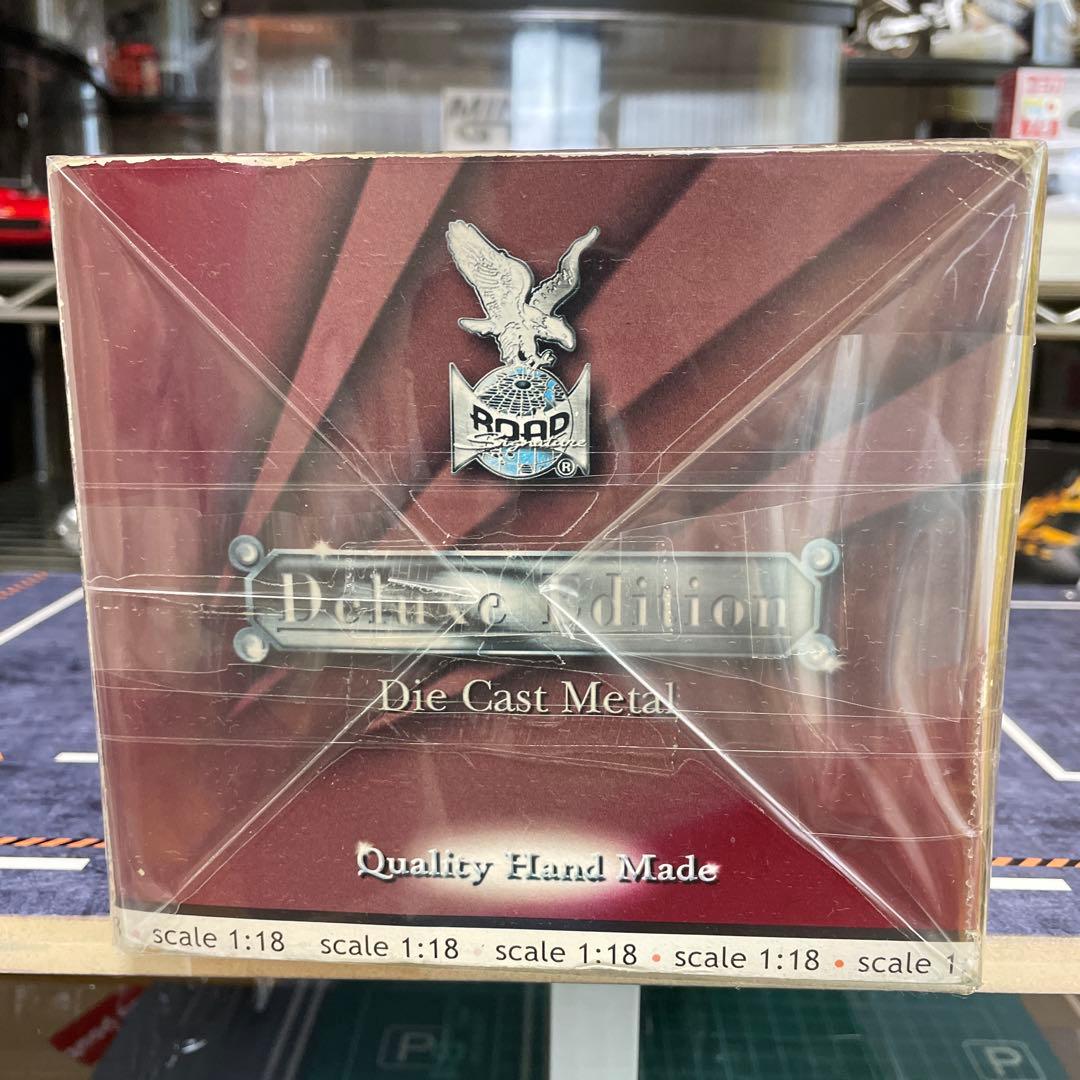 MIN
ROAD
Signature
®
Deluxe Edition
Die Cast Metal
Quality Hand Made
scale 1:18 scale 1:18 • scale 1:18 • scale 1:18 • scale 1
P
P